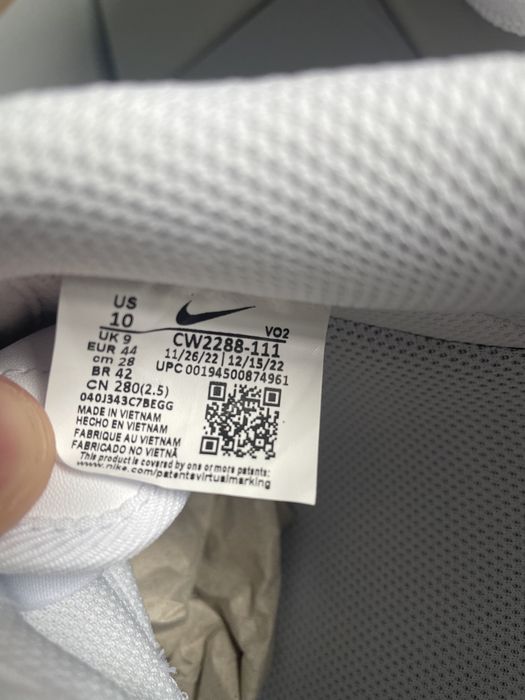 US
10
UK 9
EUR 44
cm 28
BR 42
CN 280(2.5)
040J343C7BEGG
MADE IN VIETNAM
HECHO EN VIETNAM
FABRIQUE AU VIETNAM
FABRICADO NO VIETNÃ
This product is covered by one or more patents:
www.nike.com/patentsvirtualmarking
VO2
CW2288-111
11/26/22 | 12/15/22
UPC 00194500874961